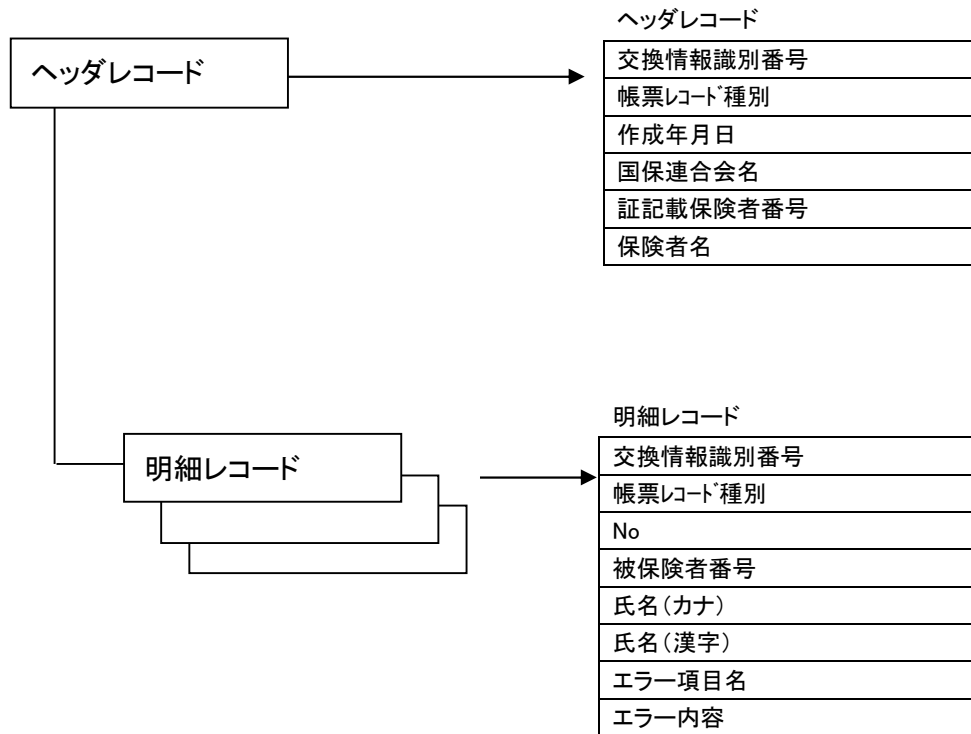 ヘッダレコード
ヘッダレコード
交換情報識別番号
帳票ﾚｺｰﾄﾞ種別
作成年月日
国保連合会名
証記載保険者番号
保険者名
明細レコード
明細レコード
交換情報識別番号
帳票ﾚｺｰﾄﾞ種別
No
被保険者番号
氏名（カナ）
氏名（漢字）
エラー項目名
エラー内容